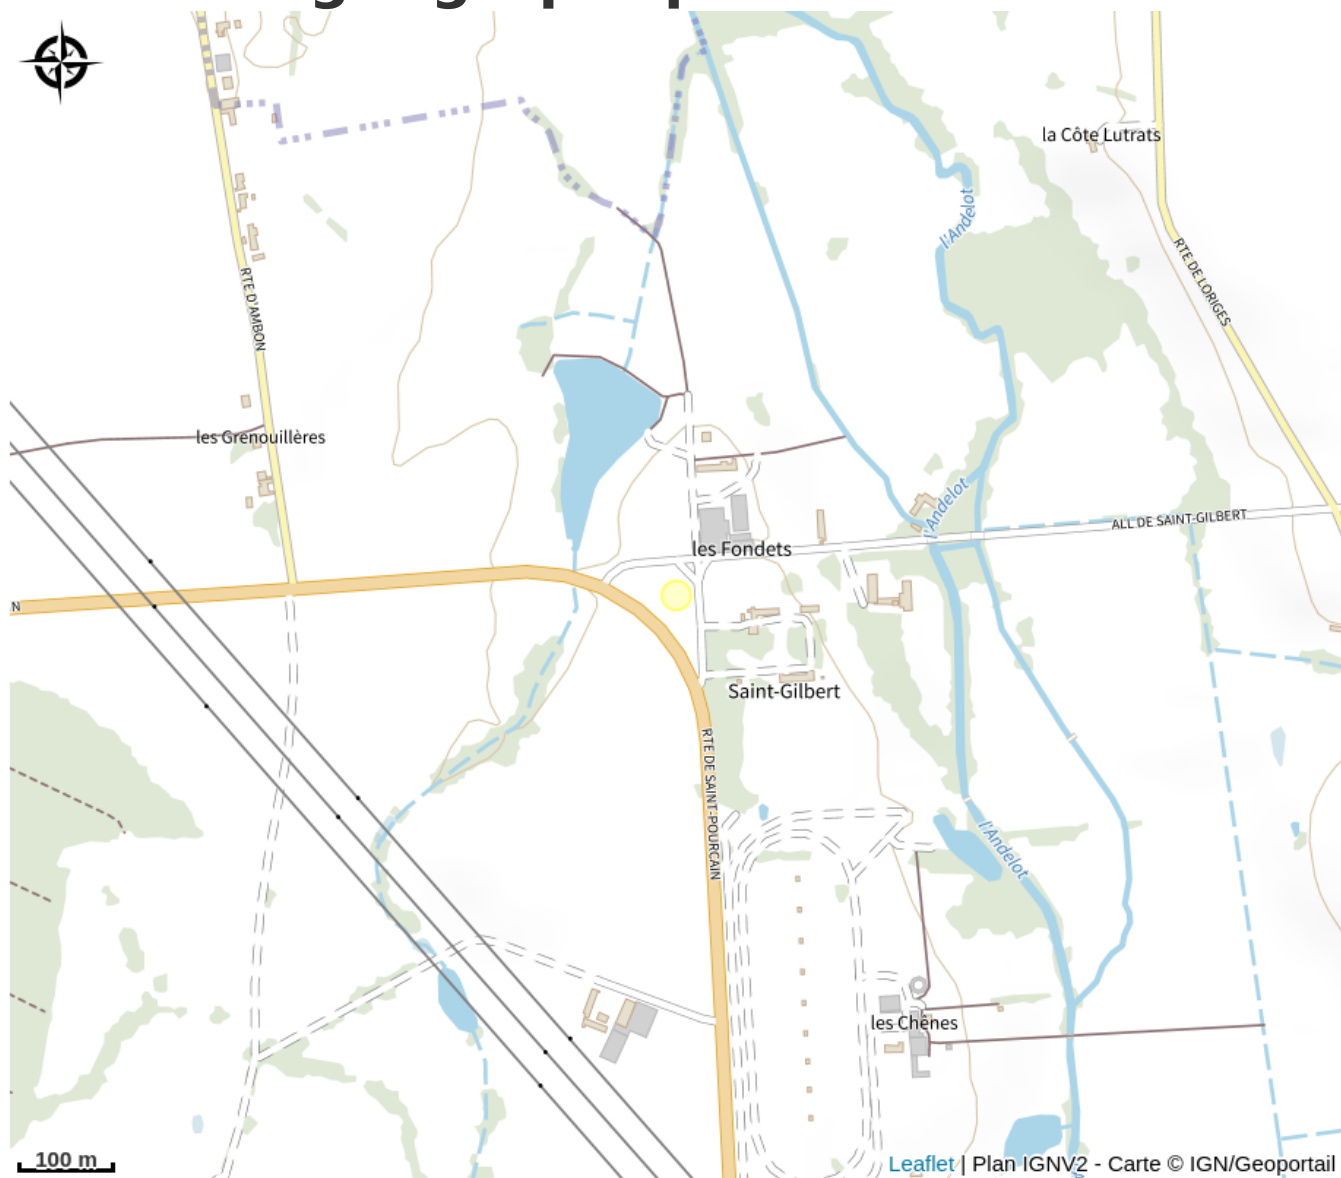 la Côte Lutrats
l'Andelot
RTE DE LORIGES
RTE D'AMBON
les Grenouillères
l'Andelot
ALL DE SAINT-GILBERT
les Fondets
N
Saint-Gilbert
RTE DE SAINT-POURCAIN
l'Andelot
les Chênes
100 m
Leaflet | Plan IGNV2 - Carte © IGN/Geoportail